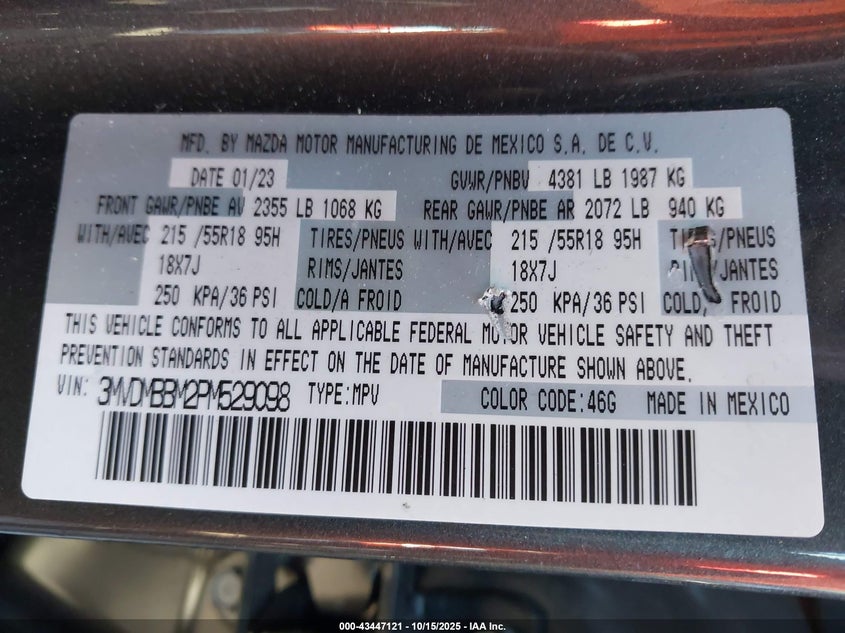 MFD. BY MAZDA MOTOR MANUFACTURING DE MEXICO S.A. DE C.V.
DATE 01/23 GVWR/PNBV 4381 LB 1987 KG
FRONT GAWR/PNBE AV 2355 LB 1068 KG REAR GAWR/PNBE AR 2072 LB 940 KG
WITH/AVEC 215 /55R18 95H TIRES/PNEUS WITH/AVEC 215 /55R18 95H TIRES/PNEUS
18X7J RIMS/JANTES 18X7J /JANTES
250 KPA/36 PSI COLD/A FROID 250 KPA/36 PSI COLD/ FROID
THIS VEHICLE CONFORMS TO ALL APPLICABLE FEDERAL MOTOR VEHICLE SAFETY AND THEFT
PREVENTION STANDARDS IN EFFECT ON THE DATE OF MANUFACTURE SHOWN ABOVE.
VIN: 3MVDMBBM2PM529098 TYPE:MPV COLOR CODE:46G MADE IN MEXICO
000-43447121 - 10/15/2025 - IAA Inc.